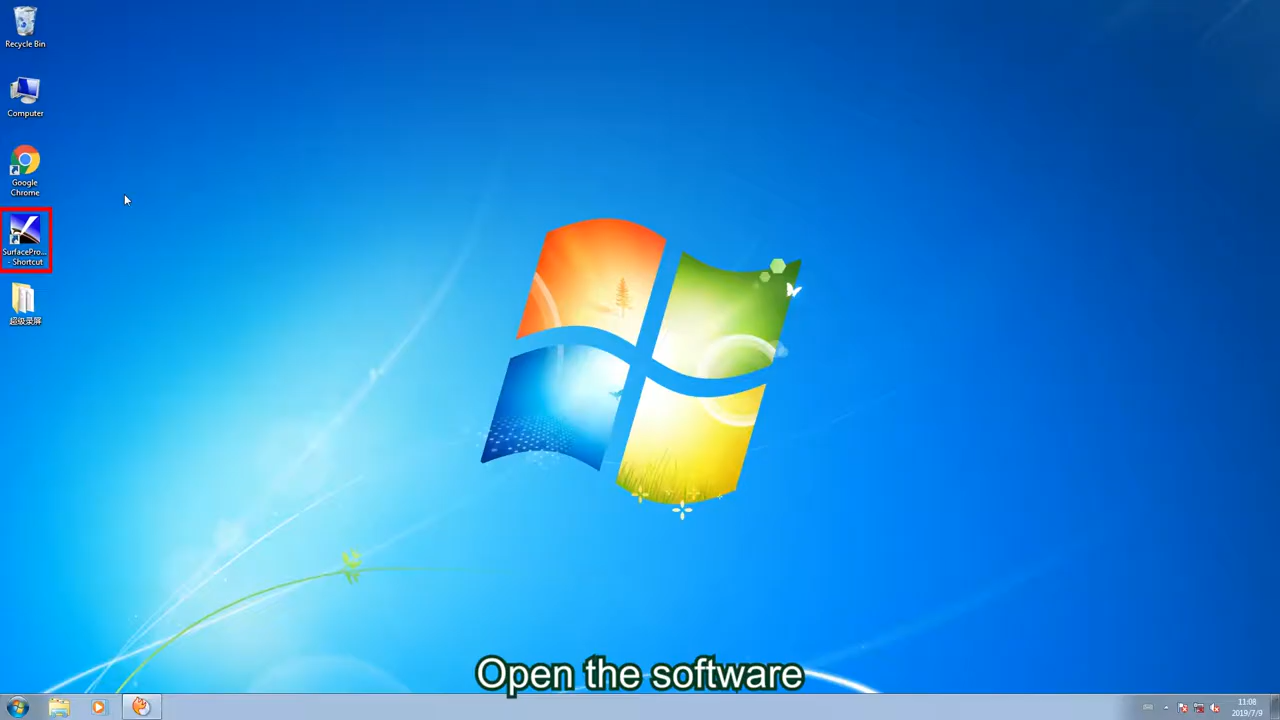 Recycle Bin
Computer
Google
Chrome
SurfacePro...
- Shortcut
超级录屏
Open the software
11:08
2019/7/9